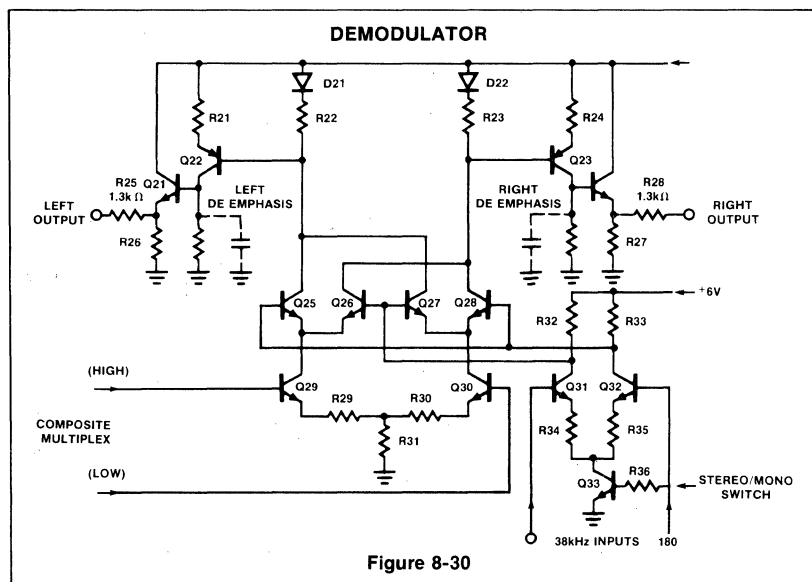 DEMODULATOR
D21
D22
R21
R22
R23
R24
Q22
Q23
R25
1.3kΩ
Q21
LEFT
DE EMPHASIS
RIGHT
DE EMPHASIS
R28
1.3kΩ
LEFT
OUTPUT
RIGHT
OUTPUT
R26
R27
Q25
Q26
Q27
Q28
+6V
R32
R33
(HIGH)
Q29
Q30
Q31
Q32
R29
R30
COMPOSITE
MULTIPLEX
R31
R34
R35
(LOW)
Q33
R36
STEREO/MONO
SWITCH
38kHz INPUTS
180
Figure 8-30